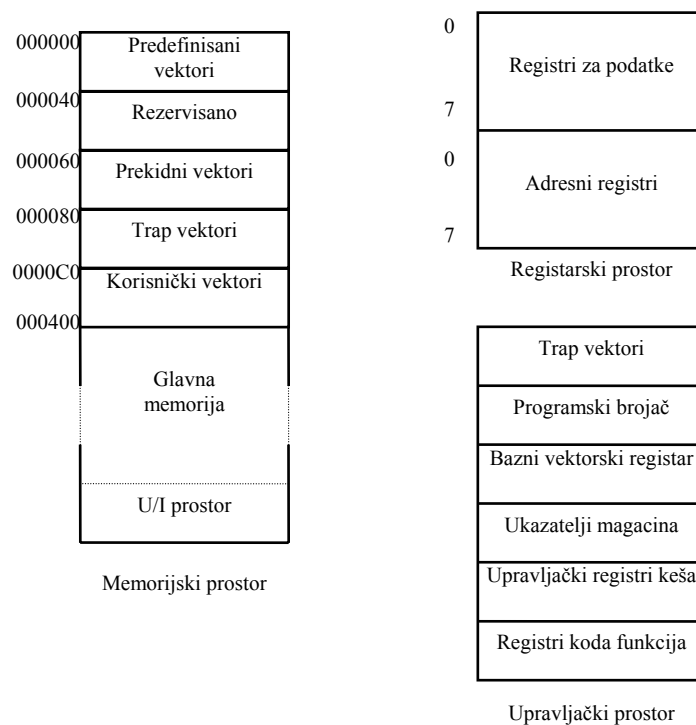 000000
Predefinisani
vektori
000040
Rezervisano
000060
Prekidni vektori
000080
Trap vektori
0000C0
Korisnički vektori
000400
Glavna
memorija
U/I prostor
Memorijski prostor
0
Registri za podatke
7
0
Adresni registri
7
Registarski prostor
Trap vektori
Programski brojač
Bazni vektorski registar
Ukazatelji magacina
Upravljački registri keša
Registri koda funkcija
Upravljački prostor